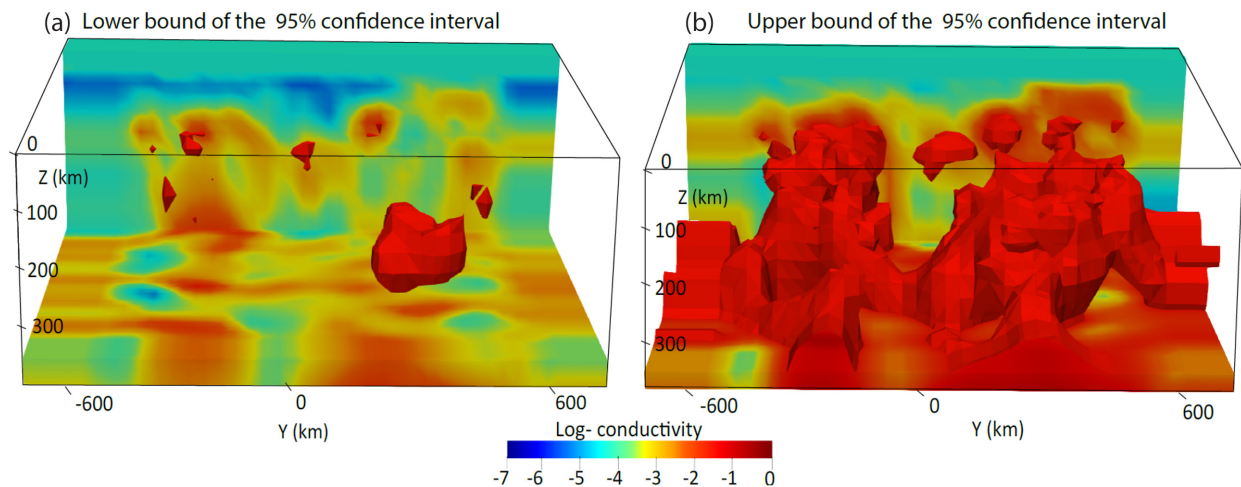 (a) Lower bound of the 95% confidence interval
(b) Upper bound of the 95% confidence interval
0
Z (km)
100
200
300
-600
0
600
Y (km)
0
Z (km)
100
200
300
-600
0
600
Y (km)
Log- conductivity
-7 -6 -5 -4 -3 -2 -1 0